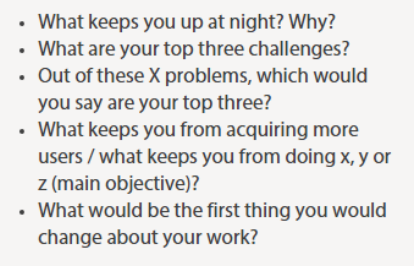 • What keeps you up at night? Why?
• What are your top three challenges?
• Out of these X problems, which would
you say are your top three?
• What keeps you from acquiring more
users / what keeps you from doing x, y or
z (main objective)?
• What would be the first thing you would
change about your work?